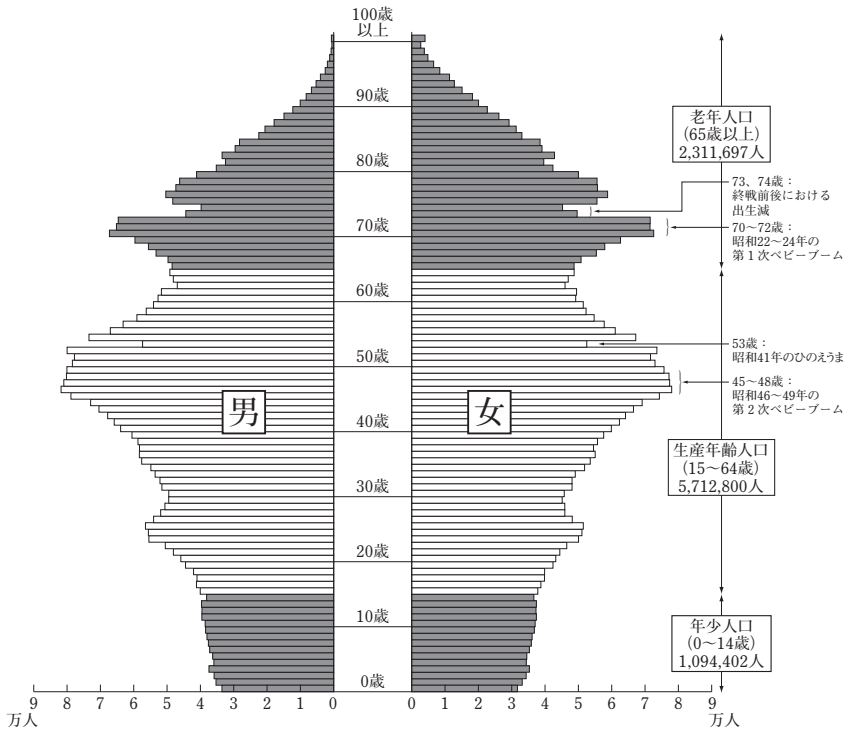 100歳
以上
90歳
80歳
70歳
60歳
50歳
40歳
30歳
20歳
10歳
0歳
男
女
老年人口
(65歳以上)
2,311,697人
73、74歳：
終戦前後における
出生減
70～72歳：
昭和22～24年の
第1次ベビーブーム
53歳：
昭和41年のひのえうま
45～48歳：
昭和46～49年の
第2次ベビーブーム
生産年齢人口
(15～64歳)
5,712,800人
年少人口
(0～14歳)
1,094,402人
9 8 7 6 5 4 3 2 1 0
万人
0 1 2 3 4 5 6 7 8 9
万人